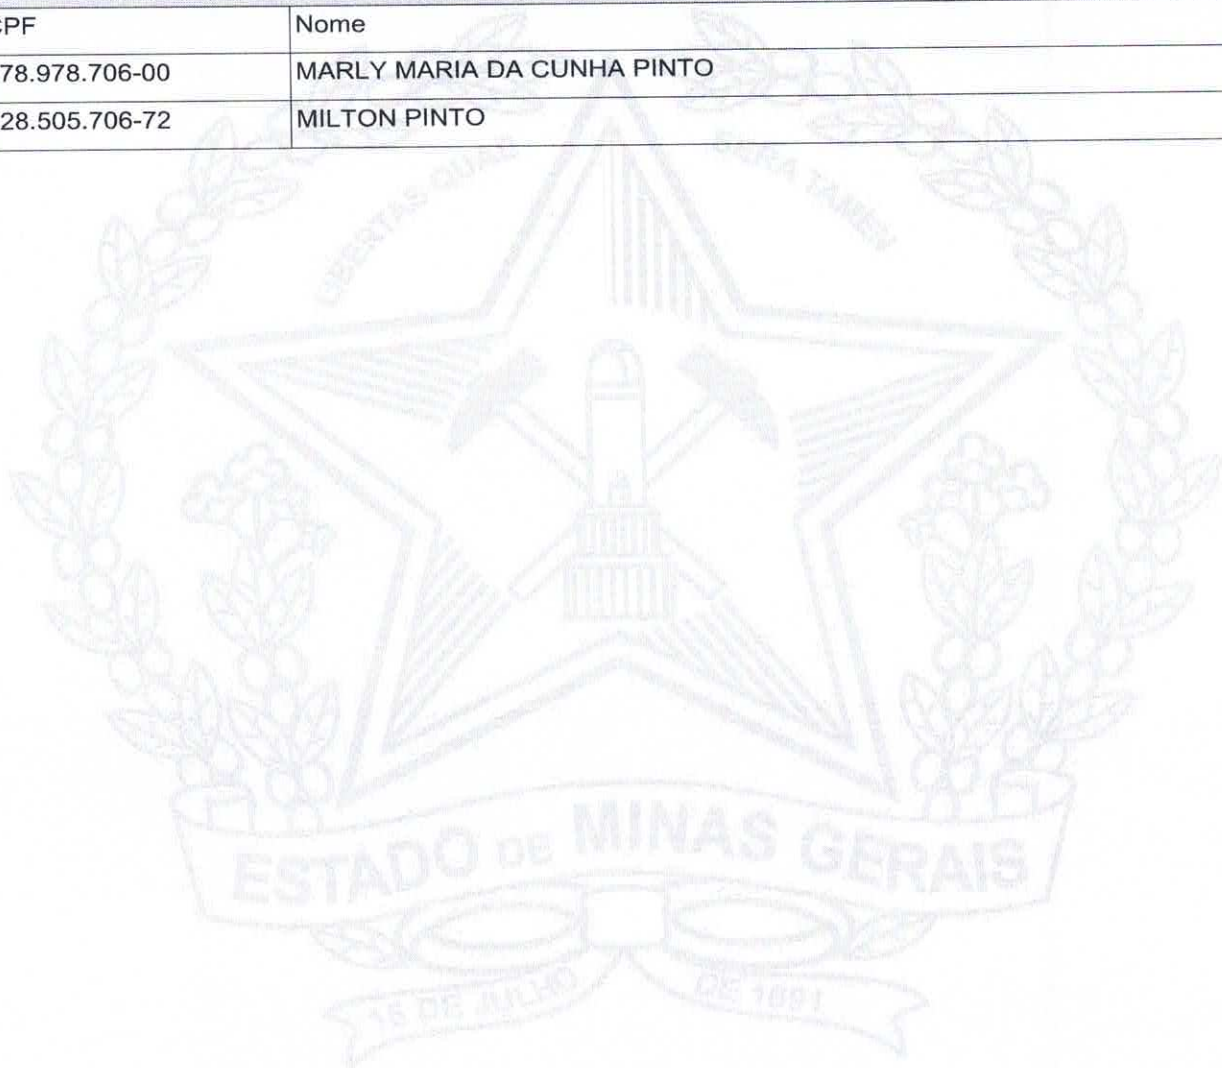 CPF Nome
78.978.706-00 MARLY MARIA DA CUNHA PINTO
28.505.706-72 MILTON PINTO
LIBERTAS QUAE SERA TAMEN
ESTADO DE MINAS GERAIS
15 DE JULHO DE 1891